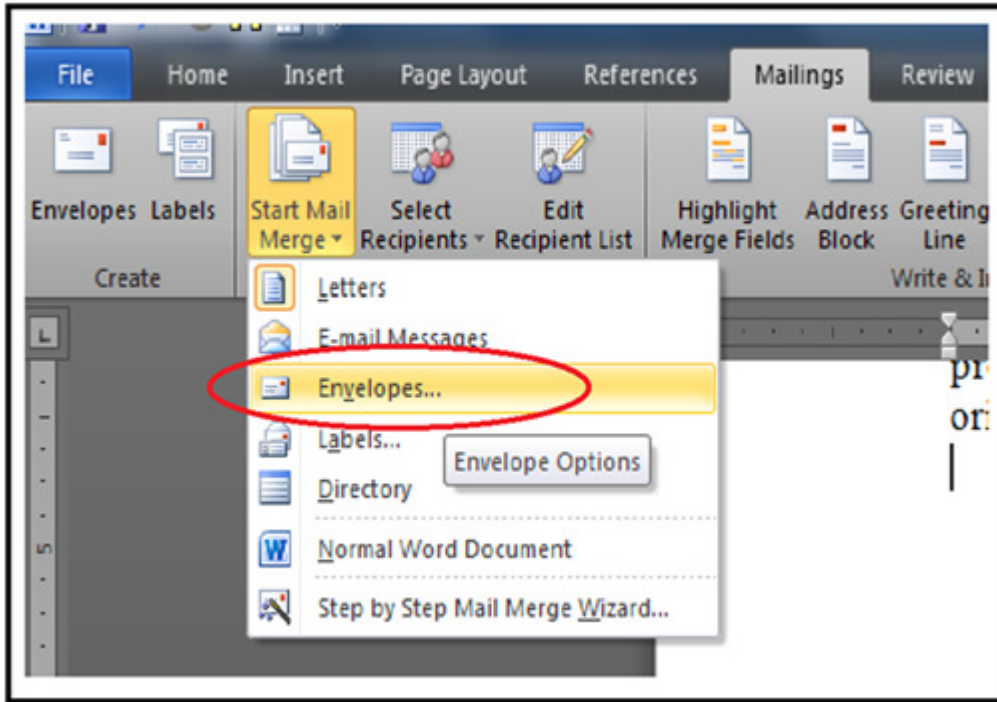 File Home Insert Page Layout References Mailings Review
Envelopes Labels Start Mail Merge Select Recipients Edit Recipient List Highlight Merge Fields Address Block Greeting Line
Create Write & I
Letters
E-mail Messages
Envelopes...
Labels...
Envelope Options
Directory
Normal Word Document
Step by Step Mail Merge Wizard...
L
5
pr
ori